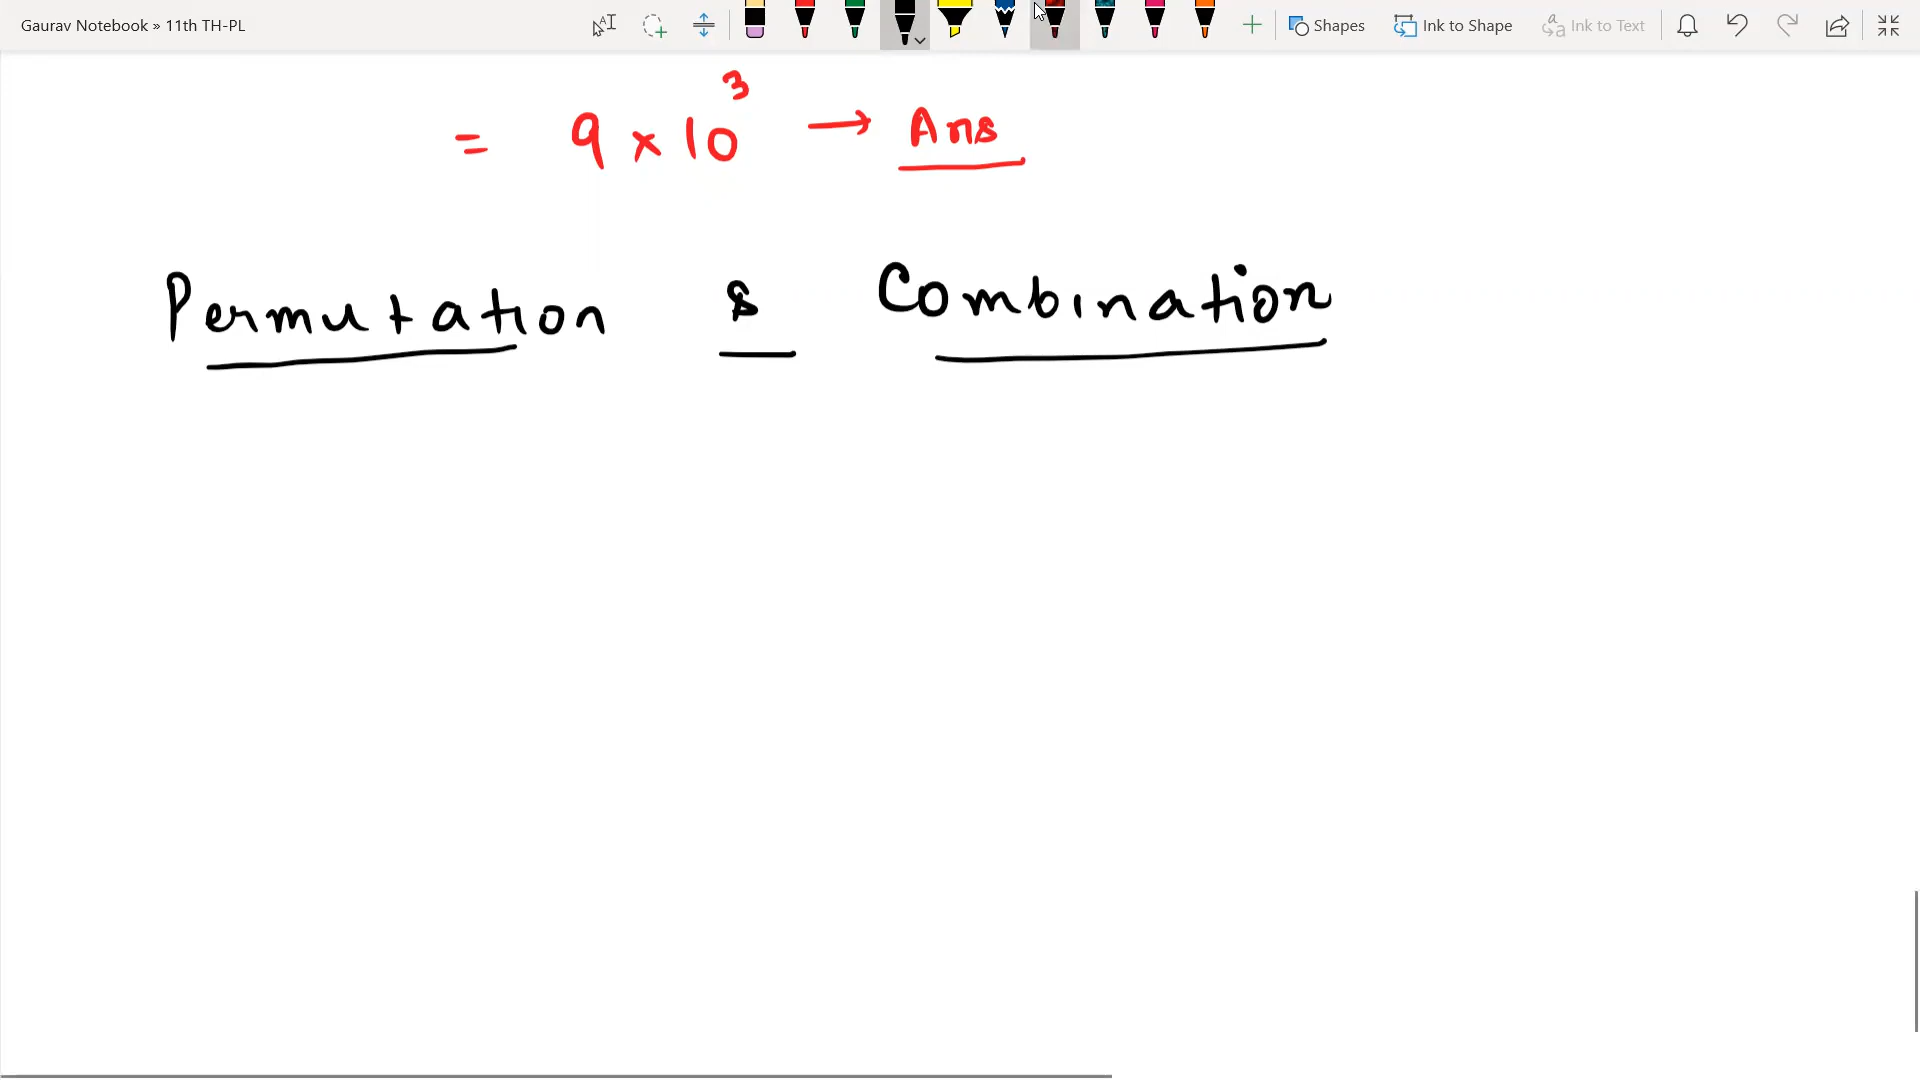 Gaurav Notebook » 11th TH-PL
Shapes
Ink to Shape
Ink to Text
= 9 × 10³ → Ans
Permutation & Combination